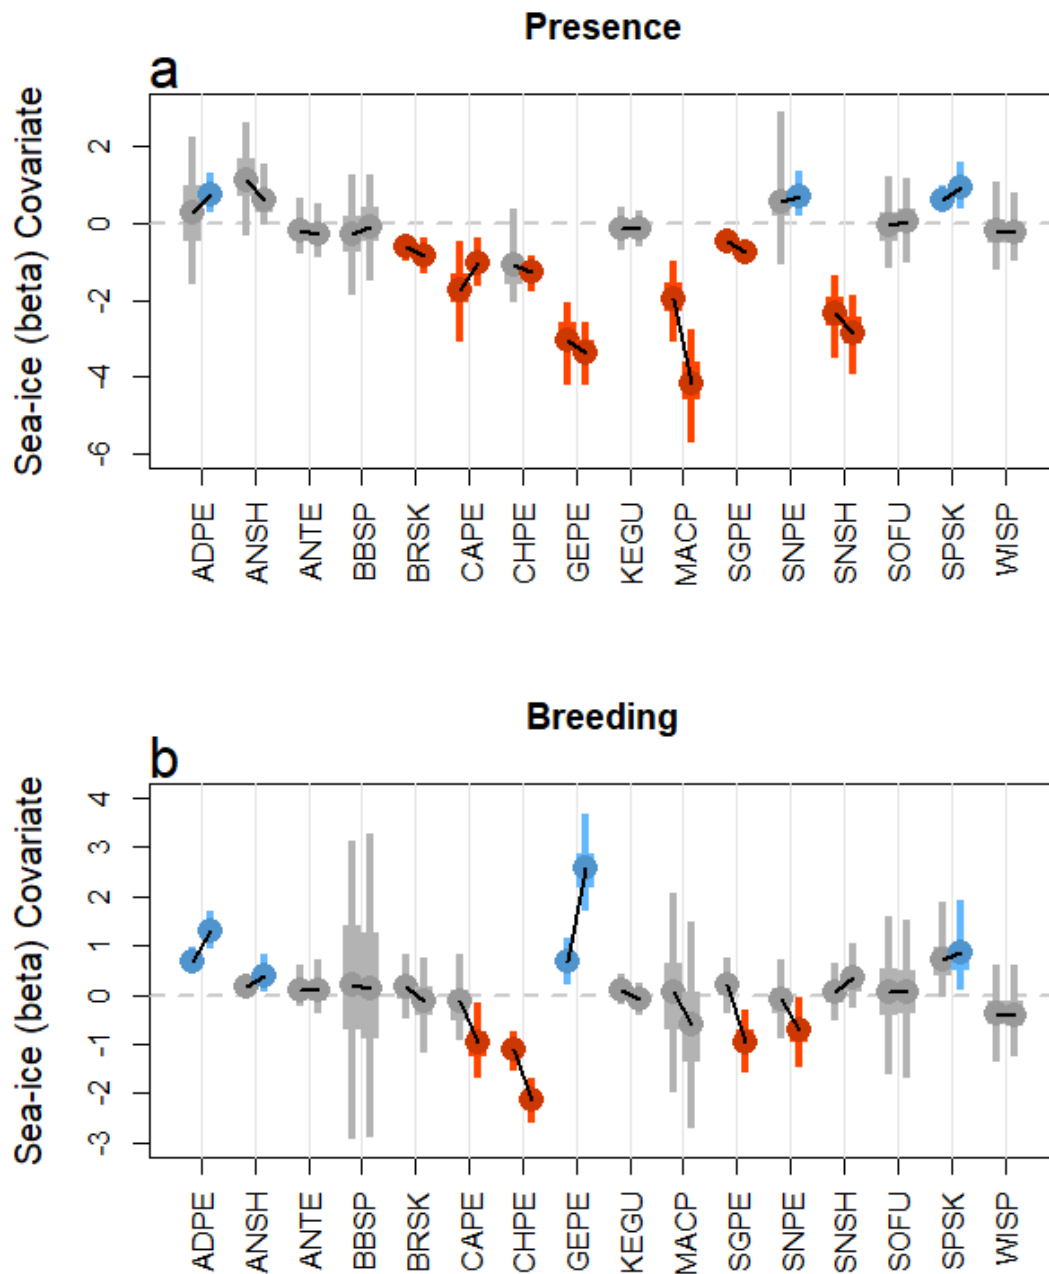 Presence
a
Sea-ice (beta) Covariate
2
0
-2
-4
-6
ADPE
ANSH
ANTE
BBSP
BRSK
CAPE
CHPE
GEPE
KEGU
MACP
SGPE
SNPE
SNSH
SOFU
SPSK
WISP
Breeding
b
Sea-ice (beta) Covariate
4
3
2
1
0
-1
-2
-3
ADPE
ANSH
ANTE
BBSP
BRSK
CAPE
CHPE
GEPE
KEGU
MACP
SGPE
SNPE
SNSH
SOFU
SPSK
WISP